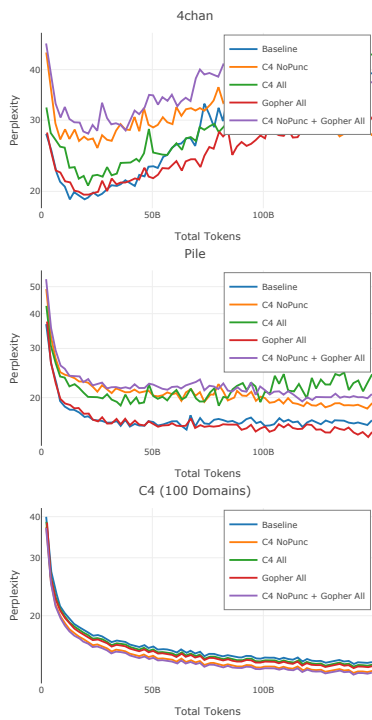 4chan
Perplexity
40
30
20
0
50B
100B
Total Tokens
Baseline
C4 NoPunc
C4 All
Gopher All
C4 NoPunc + Gopher All
Pile
Perplexity
50
40
30
20
0
50B
100B
Total Tokens
Baseline
C4 NoPunc
C4 All
Gopher All
C4 NoPunc + Gopher All
C4 (100 Domains)
Perplexity
40
30
20
0
50B
100B
Total Tokens
Baseline
C4 NoPunc
C4 All
Gopher All
C4 NoPunc + Gopher All